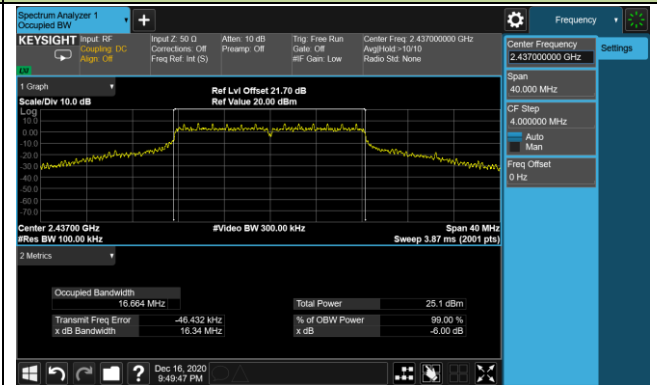 Spectrum Analyzer 1
Occupied BW
+
Frequency
KEYSIGHT
Input: RF
Coupling: DC
Align: Off
Input Z: 50 Ω
Corrections: Off
Freq Ref: Int (S)
Atten: 10 dB
Preamp: Off
Trig: Free Run
Gate: Off
#IF Gain: Low
Center Freq: 2.437000000 GHz
Avg|Hold:>10/10
Radio Std: None
Center Frequency
2.437000000 GHz
Settings
Span
40.000 MHz
CF Step
4.000000 MHz
Auto
Man
Freq Offset
0 Hz
1 Graph
Scale/Div 10.0 dB
Ref Lvl Offset 21.70 dB
Ref Value 20.00 dBm
Log
10.0
0.00
-10.0
-20.0
-30.0
-40.0
-50.0
-60.0
-70.0
Center 2.43700 GHz
#Res BW 100.00 kHz
#Video BW 300.00 kHz
Span 40 MHz
Sweep 3.87 ms (2001 pts)
2 Metrics
Occupied Bandwidth
16.664 MHz
Total Power 25.1 dBm
Transmit Freq Error -46.432 kHz
% of OBW Power 99.00 %
x dB Bandwidth 16.34 MHz
x dB -6.00 dB
?
Dec 16, 2020
9:49:47 PM